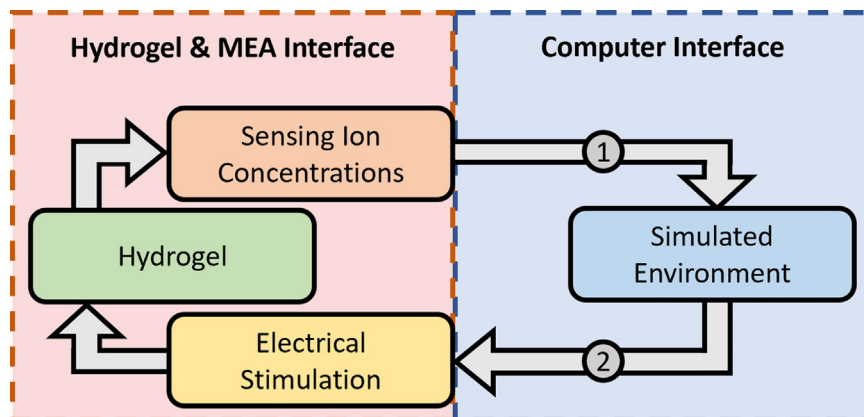 Hydrogel & MEA Interface
Computer Interface
Sensing Ion
Concentrations
1
Hydrogel
Simulated
Environment
Electrical
Stimulation
2